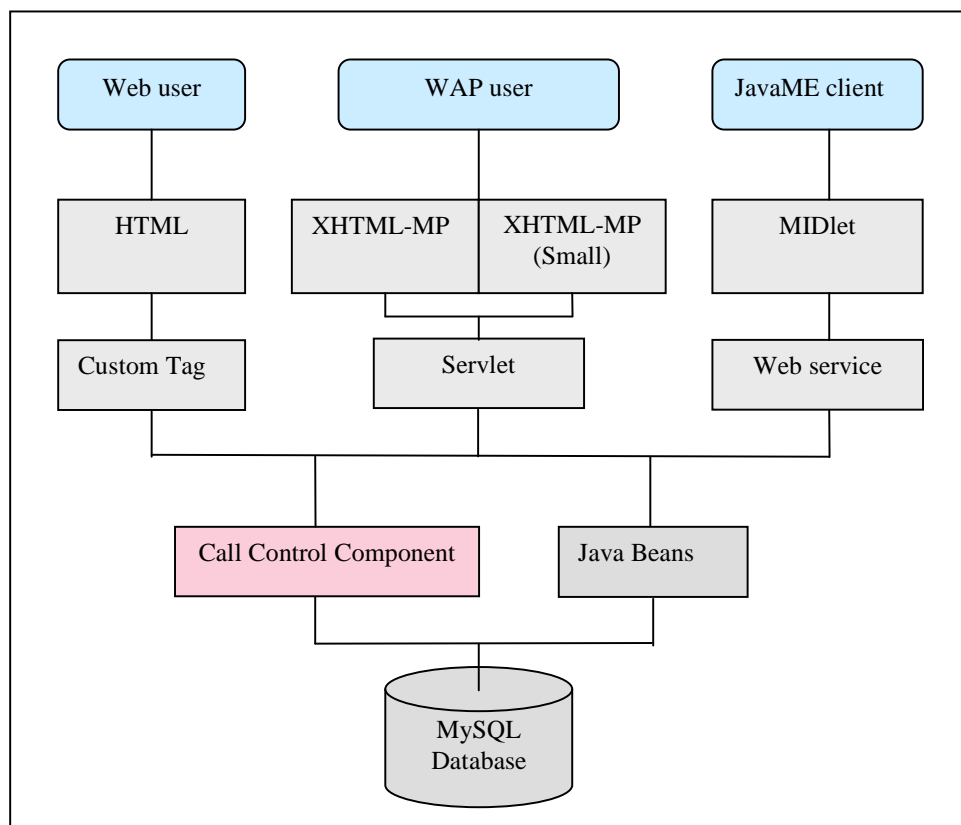 Web user
WAP user
JavaME client
HTML
XHTML-MP
XHTML-MP
(Small)
MIDlet
Custom Tag
Servlet
Web service
Call Control Component
Java Beans
MySQL
Database